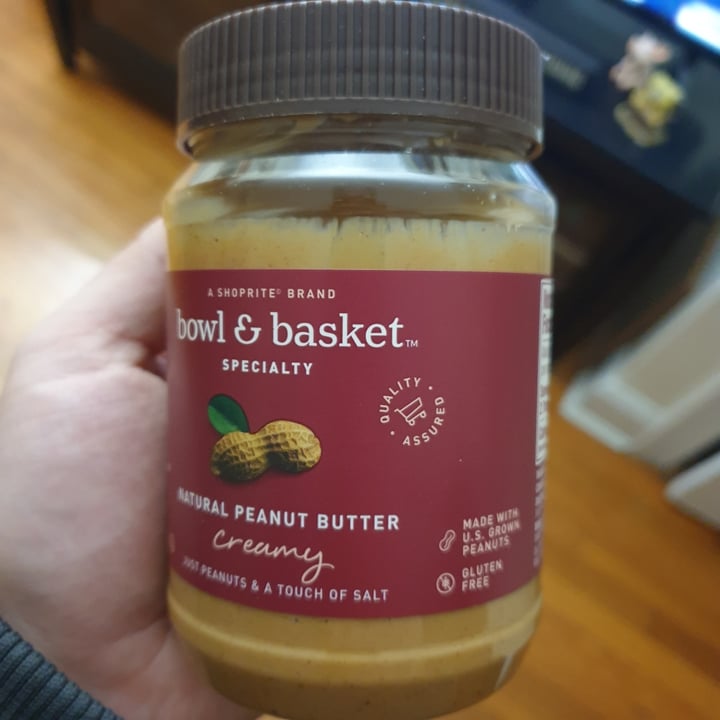 A SHOPRITE® BRAND
bowl & basket™
SPECIALTY
• QUALITY •
ASSURED
NATURAL PEANUT BUTTER
creamy
JUST PEANUTS & A TOUCH OF SALT
MADE WITH
U.S. GROWN
PEANUTS
GLUTEN
FREE